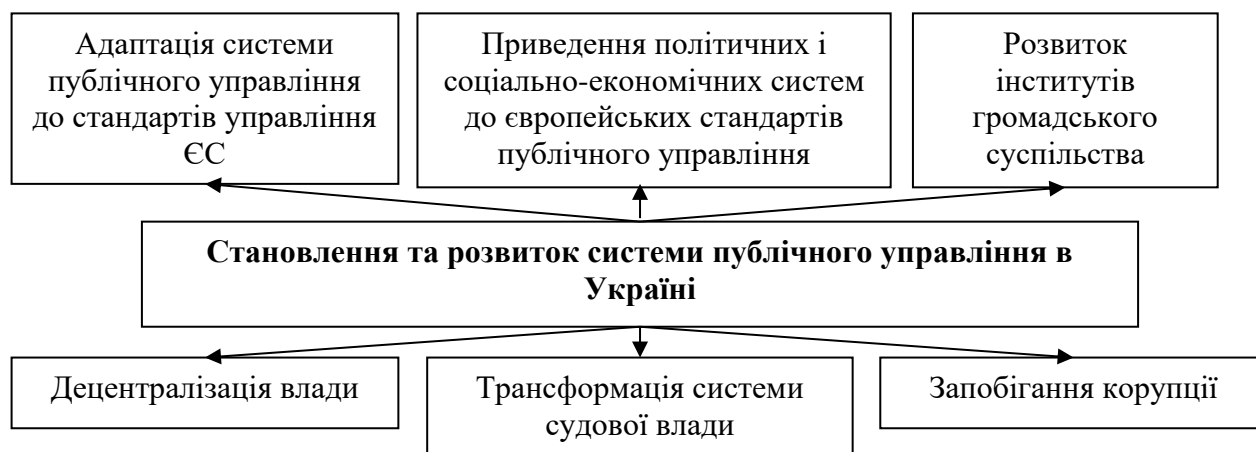 Адаптація системи
публічного управління
до стандартів управління
ЄС
Приведення політичних і
соціально-економічних систем
до європейських стандартів
публічного управління
Розвиток
інститутів
громадського
суспільства
Становлення та розвиток системи публічного управління в
Україні
Децентралізація влади
Трансформація системи
судової влади
Запобігання корупції